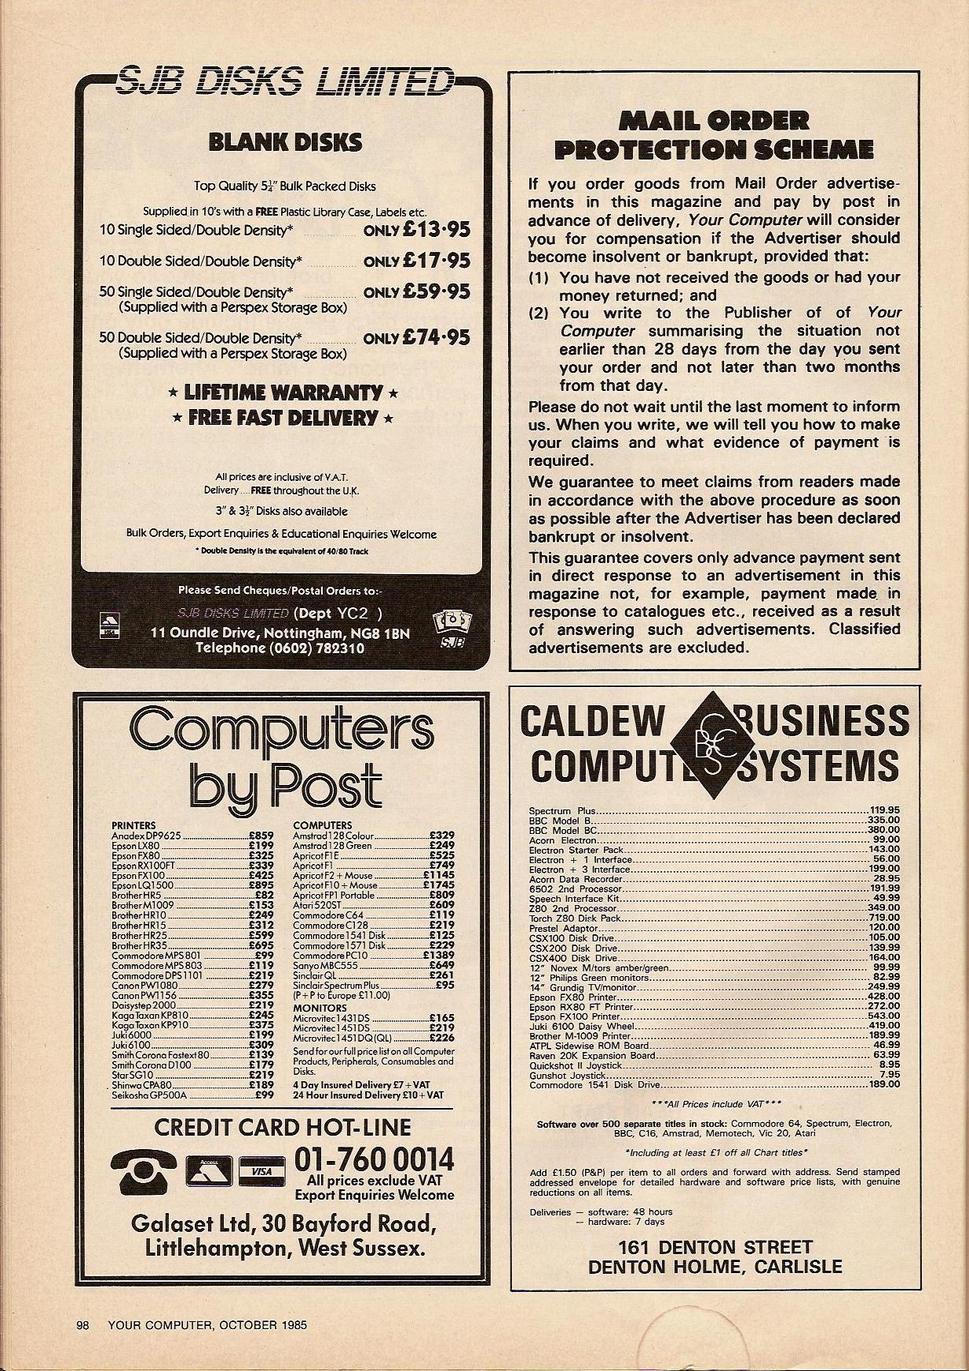 SJB DISKS LIMITED
BLANK DISKS
Top Quality 5¼" Bulk Packed Disks
Supplied in 10's with a FREE Plastic Library Case, Labels etc.
10 Single Sided/Double Density* ............ ONLY £13·95
10 Double Sided/Double Density* ............ ONLY £17·95
50 Single Sided/Double Density* ............ ONLY £59·95
(Supplied with a Perspex Storage Box)
50 Double Sided/Double Density* ............ ONLY £74·95
(Supplied with a Perspex Storage Box)
★ LIFETIME WARRANTY ★
★ FREE FAST DELIVERY ★
All prices are inclusive of V.A.T.
Delivery....FREE throughout the U.K.
3" & 3½" Disks also available
Bulk Orders, Export Enquiries & Educational Enquiries Welcome
* Double Density is the equivalent of 40/80 Track
Please Send Cheques/Postal Orders to:-
SJB DISKS LIMITED (Dept YC2 )
11 Oundle Drive, Nottingham, NG8 1BN
Telephone (0602) 782310
VISA
SJB
MAIL ORDER
PROTECTION SCHEME
If you order goods from Mail Order advertise-
ments in this magazine and pay by post in
advance of delivery, Your Computer will consider
you for compensation if the Advertiser should
become insolvent or bankrupt, provided that:
(1) You have not received the goods or had your
money returned; and
(2) You write to the Publisher of of Your
Computer summarising the situation not
earlier than 28 days from the day you sent
your order and not later than two months
from that day.
Please do not wait until the last moment to inform
us. When you write, we will tell you how to make
your claims and what evidence of payment is
required.
We guarantee to meet claims from readers made
in accordance with the above procedure as soon
as possible after the Advertiser has been declared
bankrupt or insolvent.
This guarantee covers only advance payment sent
in direct response to an advertisement in this
magazine not, for example, payment made in
response to catalogues etc., received as a result
of answering such advertisements. Classified
advertisements are excluded.
Computers
by Post
PRINTERS
Anadex DP9625 ........ £859
Epson LX80 ........ £199
Epson FX80 ........ £325
Epson RX100FT ........ £339
Epson FX100 ........ £425
Epson LQ1500 ........ £895
Brother HR5 ........ £82
Brother M1009 ........ £153
Brother HR10 ........ £249
Brother HR15 ........ £312
Brother HR25 ........ £599
Brother HR35 ........ £695
Commodore MPS 801 ........ £99
Commodore MPS 803 ........ £119
Commodore DPS 1101 ........ £219
Canon PW1080 ........ £279
Canon PW1156 ........ £355
Daisystep 2000 ........ £219
Kaga Taxan KP810 ........ £245
Kaga Taxan KP910 ........ £375
Juki 6000 ........ £199
Juki 6100 ........ £309
Smith Corona Fastext 80 ........ £139
Smith Corona D100 ........ £179
Star SG10 ........ £219
Shinwa CPA80 ........ £189
Seikosha GP500A ........ £99
COMPUTERS
Amstrad 128 Colour ........ £329
Amstrad 128 Green ........ £249
Apricot F1E ........ £525
Apricot F1 ........ £749
Apricot F2 + Mouse ........ £1145
Apricot F10 + Mouse ........ £1745
Apricot FP1 Portable ........ £809
Atari 520ST ........ £609
Commodore C64 ........ £119
Commodore C128 ........ £219
Commodore 1541 Disk ........ £125
Commodore 1571 Disk ........ £229
Commodore PC10 ........ £1389
Sanyo MBC555 ........ £649
Sinclair QL ........ £261
Sinclair Spectrum Plus ........ £95
(P + P to Europe £11.00)
MONITORS
Microvitec 1431DS ........ £165
Microvitec 1451DS ........ £219
Microvitec 1451DQ (QL) ........ £226
Send for our full price list on all Computer
Products, Peripherals, Consumables and
Disks.
4 Day Insured Delivery £7 + VAT
24 Hour Insured Delivery £10 + VAT
CREDIT CARD HOT-LINE
Access
VISA
01-760 0014
All prices exclude VAT
Export Enquiries Welcome
Galaset Ltd, 30 Bayford Road,
Littlehampton, West Sussex.
CALDEW BUSINESS
COMPUTER SYSTEMS
CB&CS
Spectrum Plus........119.95
BBC Model B........335.00
BBC Model BC........380.00
Acorn Electron........99.00
Electron Starter Pack........143.00
Electron + 1 Interface........56.00
Electron + 3 Interface........199.00
Acorn Data Recorder........28.95
6502 2nd Processor........191.99
Speech Interface Kit........49.99
Z80 2nd Processor........349.00
Torch Z80 Disk Pack........719.00
Prestel Adaptor........120.00
CSX100 Disk Drive........105.00
CSX200 Disk Drive........139.99
CSX400 Disk Drive........164.00
12" Novex M/tors amber/green........99.99
12" Philips Green monitors........82.99
14" Grundig TV/monitor........249.99
Epson FX80 Printer........428.00
Epson RX80 FT Printer........272.00
Epson FX100 Printer........543.00
Juki 6100 Daisy Wheel........419.00
Brother M-1009 Printer........189.99
ATPL Sidewise ROM Board........46.99
Raven 20K Expansion Board........63.99
Quickshot II Joystick........8.95
Gunshot Joystick........7.95
Commodore 1541 Disk Drive........189.00
***All Prices include VAT***
Software over 500 separate titles in stock: Commodore 64, Spectrum, Electron,
BBC, C16, Amstrad, Memotech, Vic 20, Atari
*Including at least £1 off all Chart titles*
Add £1.50 (P&P) per item to all orders and forward with address. Send stamped
addressed envelope for detailed hardware and software price lists, with genuine
reductions on all items.
Deliveries — software: 48 hours
— hardware: 7 days
161 DENTON STREET
DENTON HOLME, CARLISLE
98 YOUR COMPUTER, OCTOBER 1985